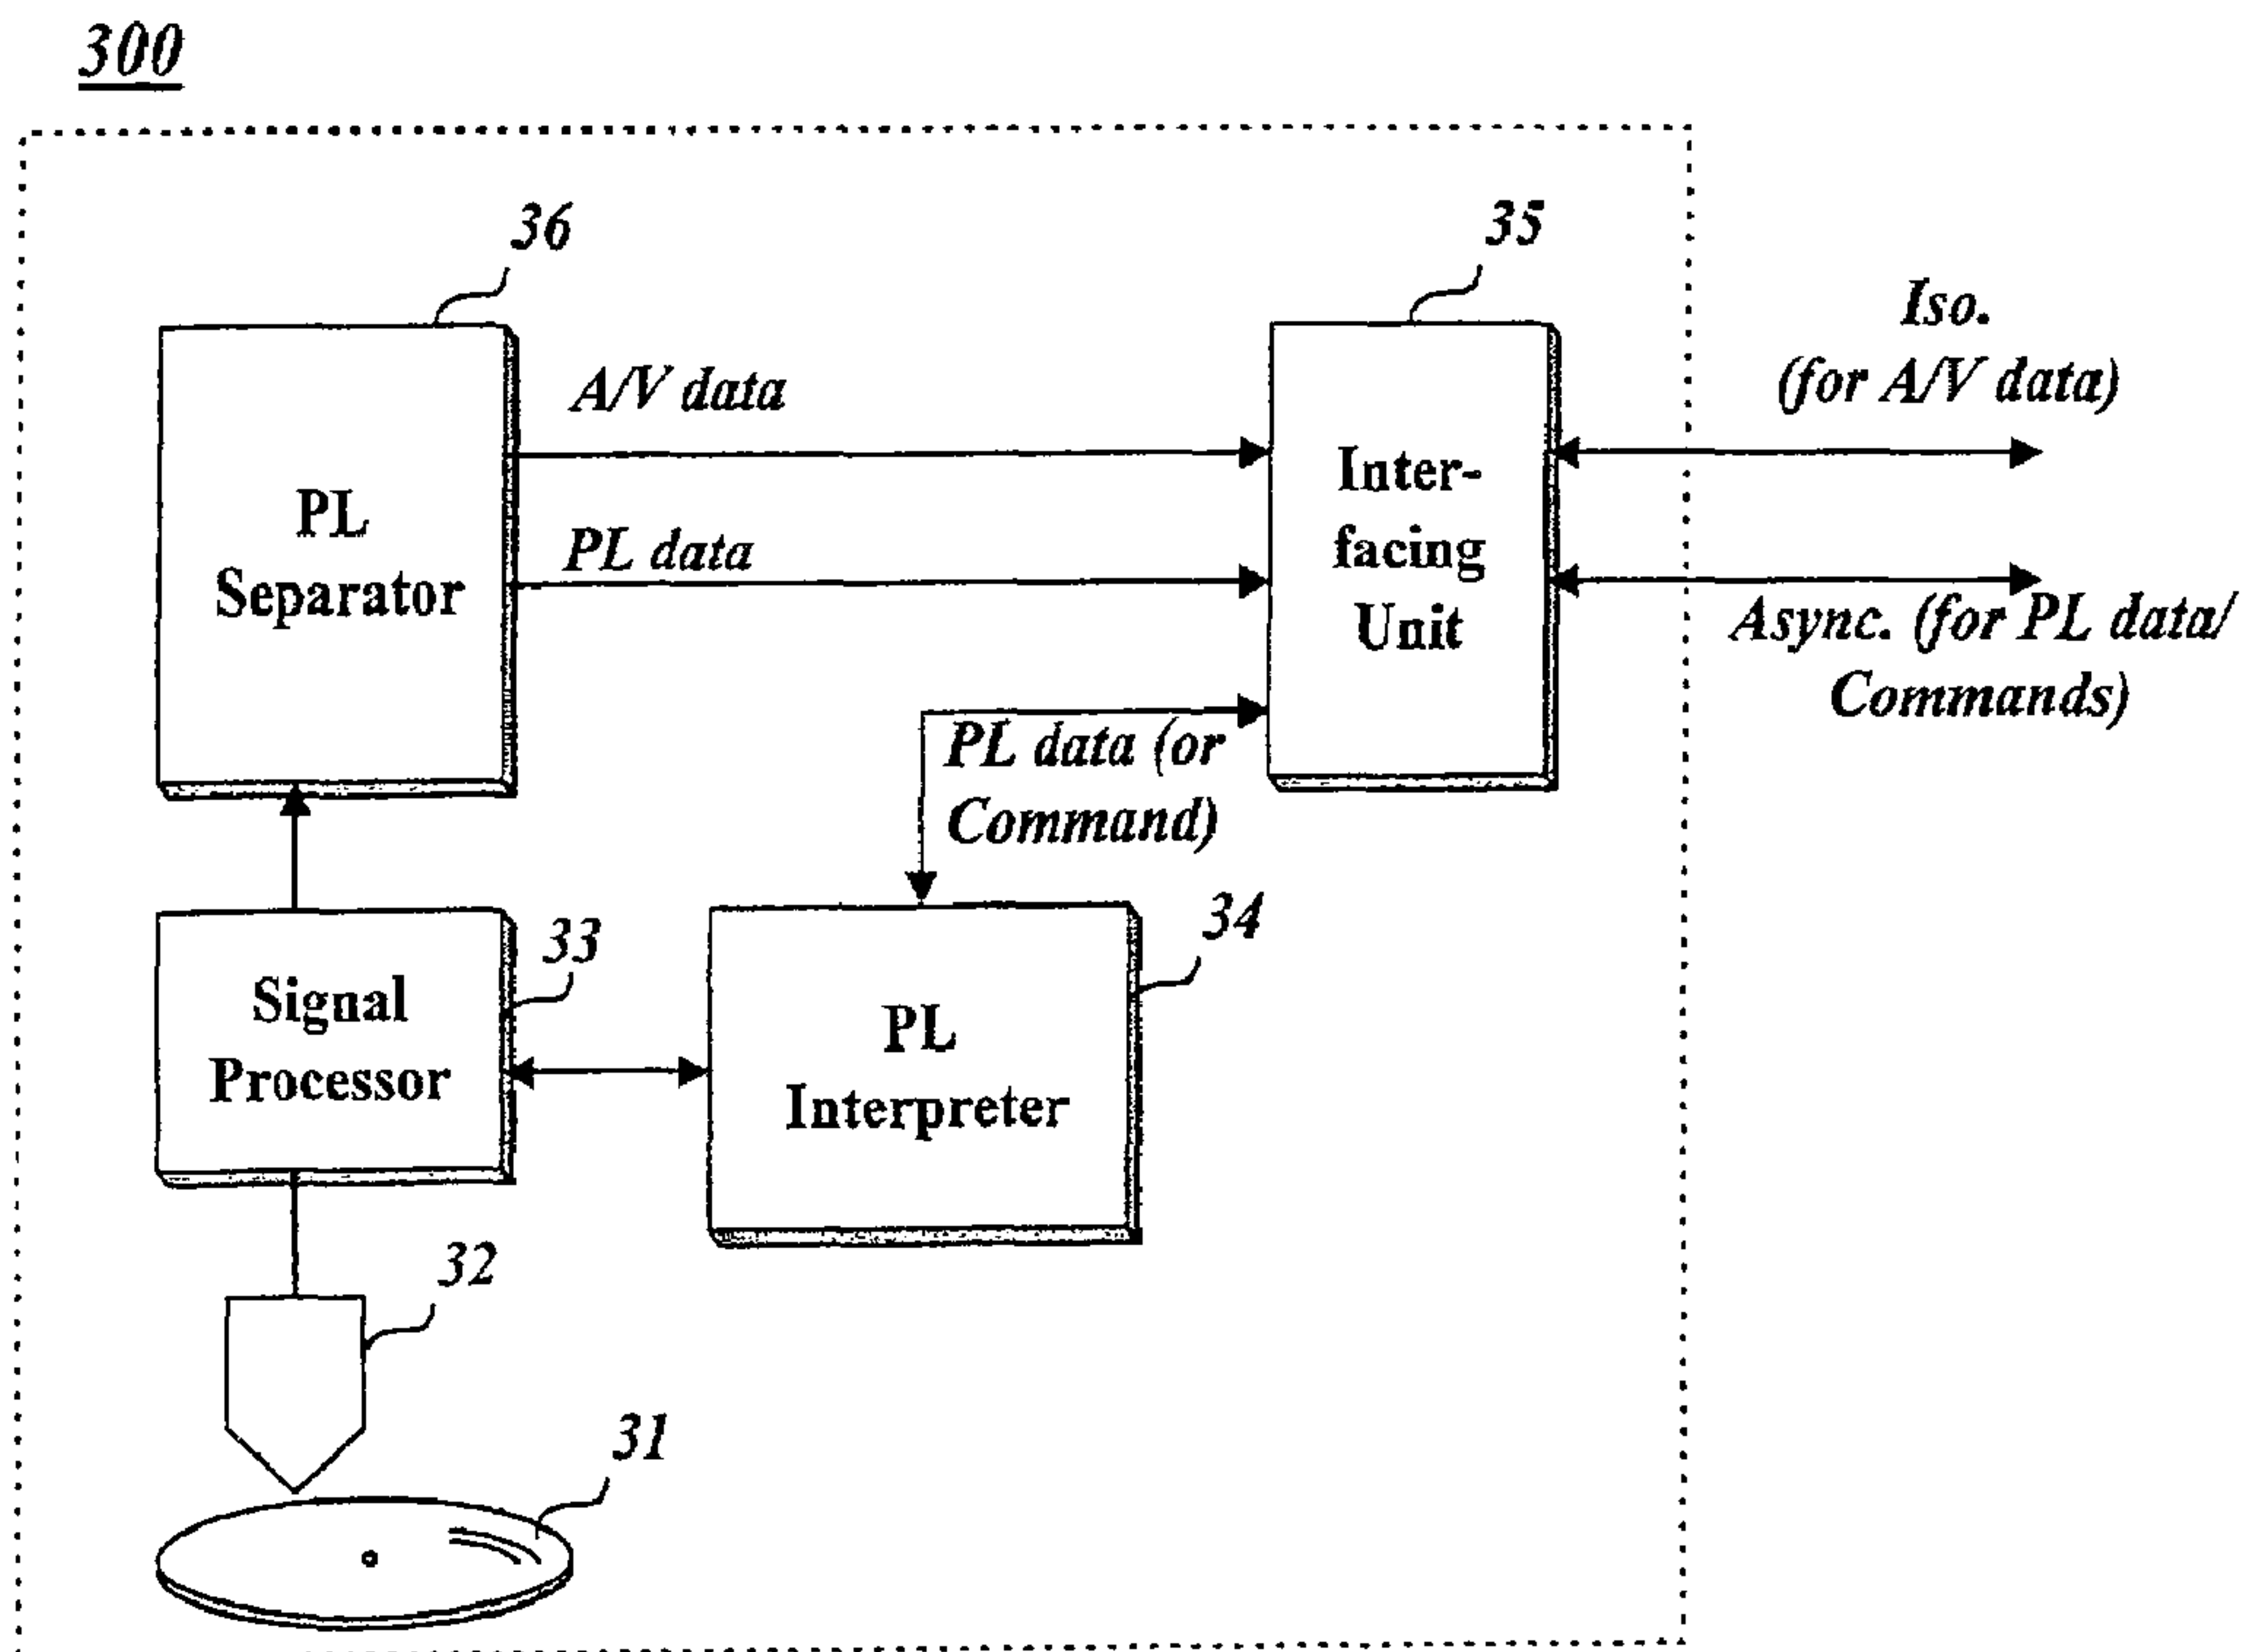 300
36
35
Iso.
(for A/V data)
A/V data
PL
Separator
PL data
Inter-
facing
Unit
Async. (for PL data/
Commands)
PL data (or
Command)
33
34
Signal
Processor
PL
Interpreter
32
31